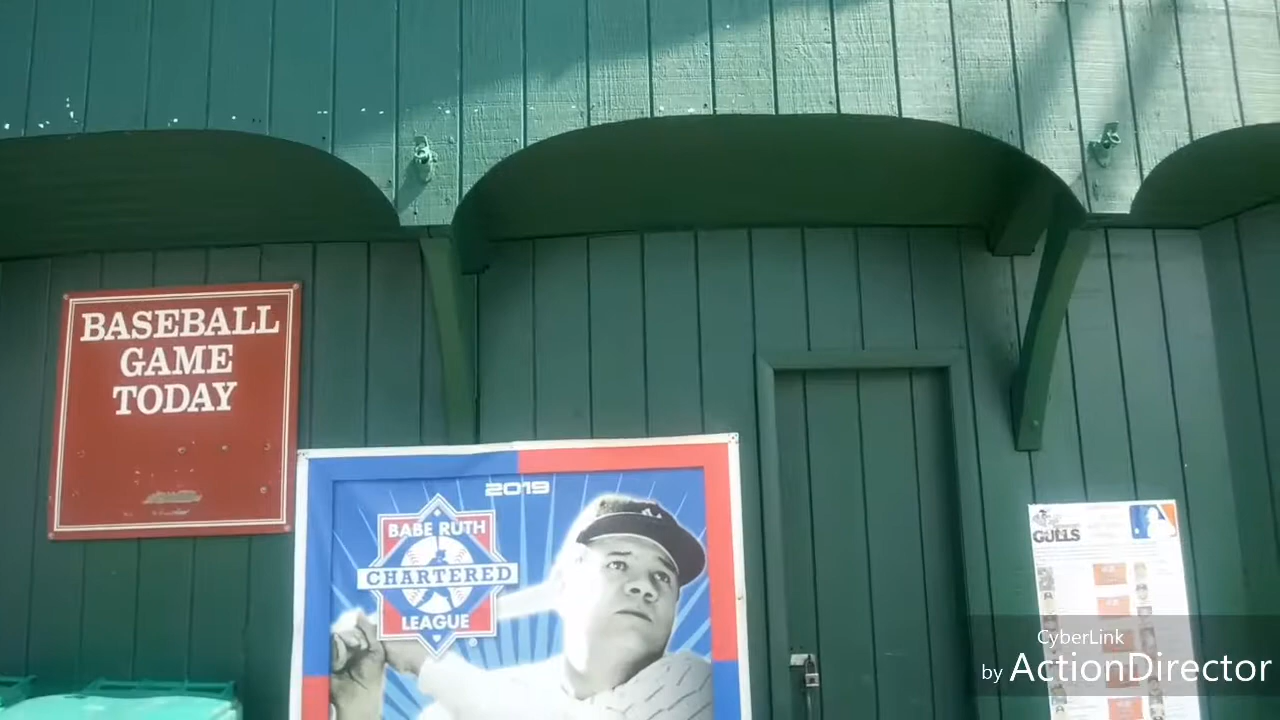 BASEBALL
GAME
TODAY
2019
BABE RUTH
CHARTERED
LEAGUE
GULLS
CyberLink
by ActionDirector